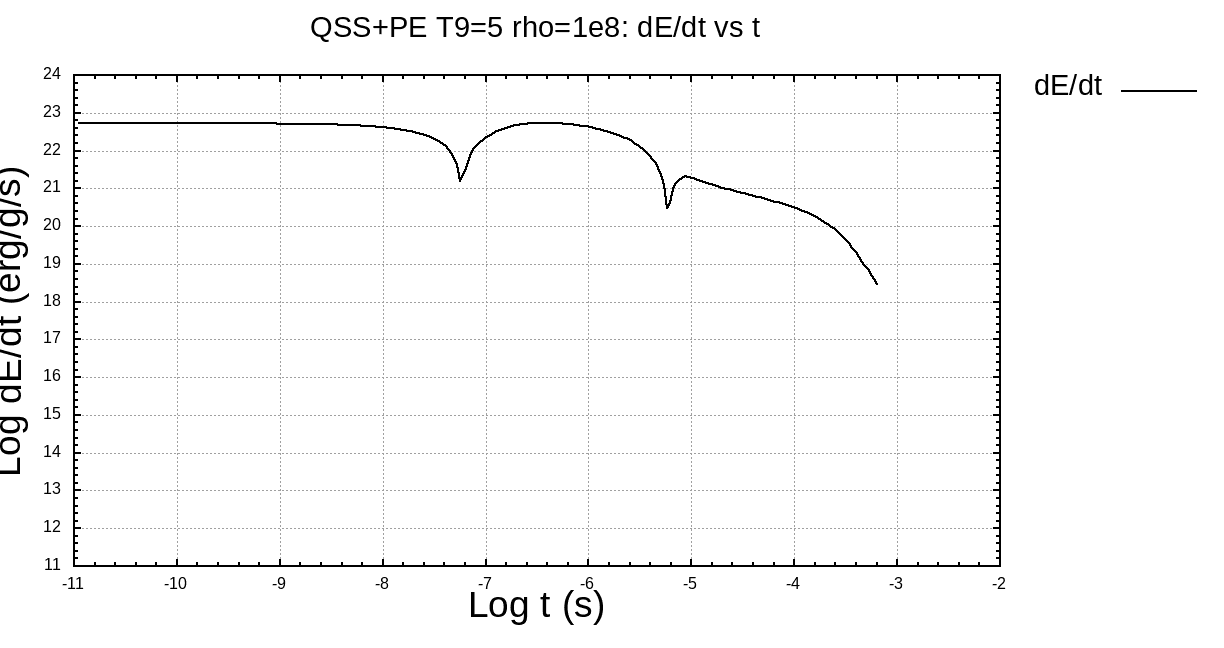 QSS+PE T9=5 rho=1e8: dE/dt vs t
dE/dt
24
23
22
21
20
19
18
17
16
15
14
13
12
11
Log dE/dt (erg/g/s)
-11 -10 -9 -8 -7 -6 -5 -4 -3 -2
Log t (s)